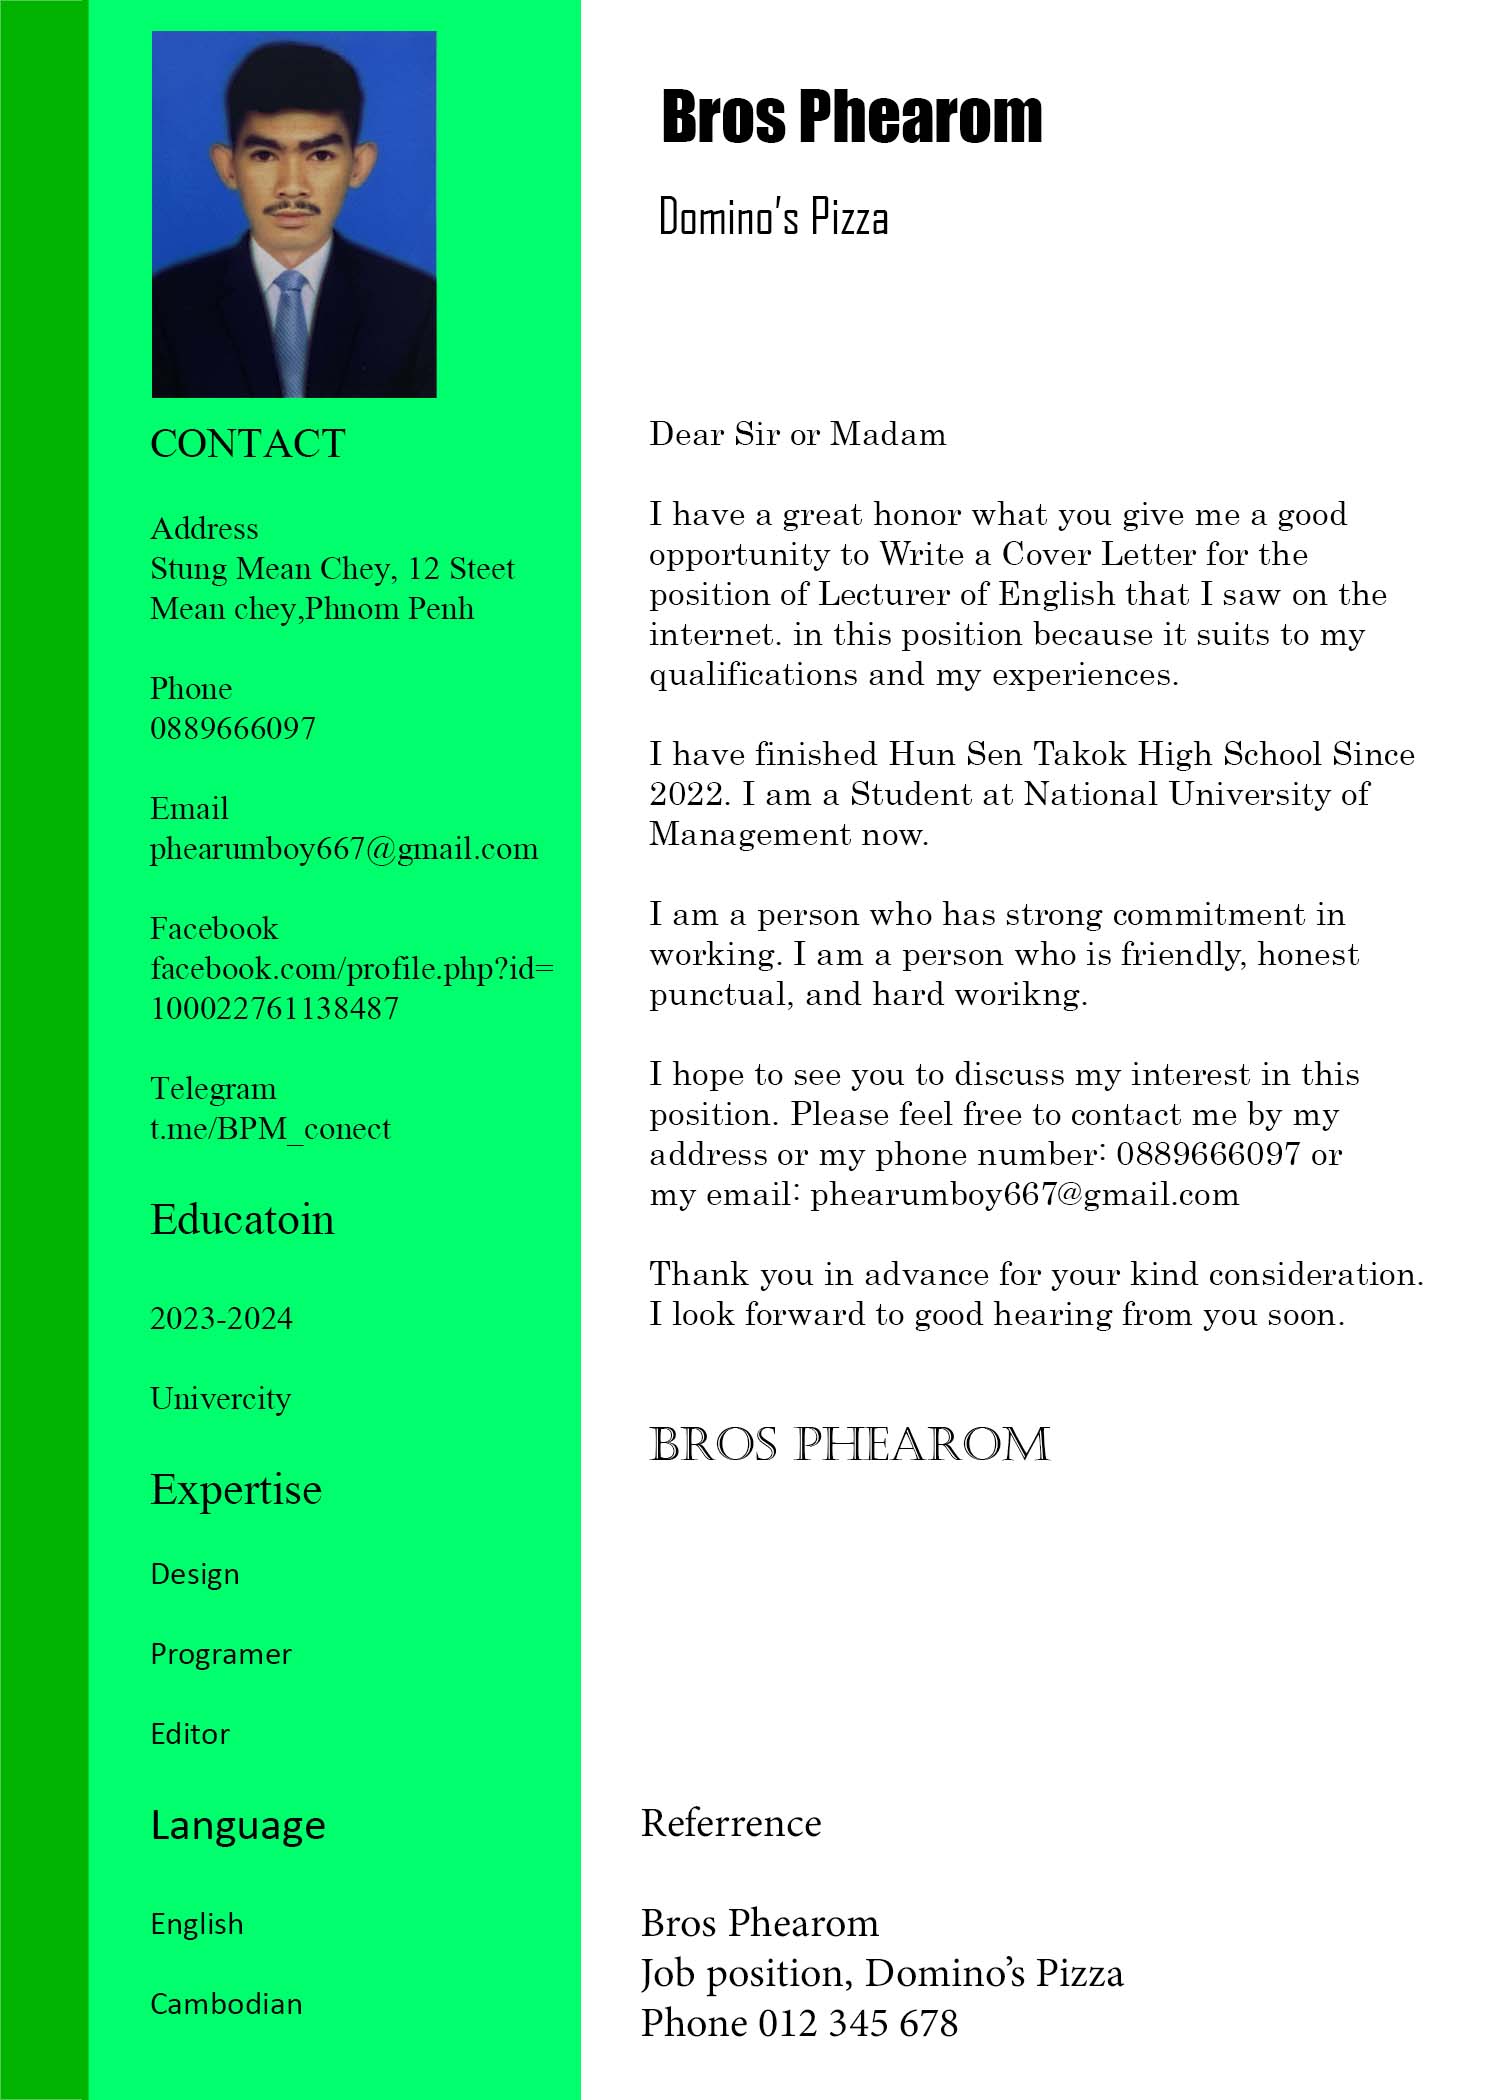 Bros Phearom
Domino's Pizza
CONTACT
Address
Stung Mean Chey, 12 Steet
Mean chey,Phnom Penh
Phone
0889666097
Email
phearumboy667@gmail.com
Facebook
facebook.com/profile.php?id=
100022761138487
Telegram
t.me/BPM_conect
Educatoin
2023-2024
Univercity
Expertise
Design
Programer
Editor
Language
English
Cambodian
Dear Sir or Madam
I have a great honor what you give me a good
opportunity to Write a Cover Letter for the
position of Lecturer of English that I saw on the
internet. in this position because it suits to my
qualifications and my experiences.
I have finished Hun Sen Takok High School Since
2022. I am a Student at National University of
Management now.
I am a person who has strong commitment in
working. I am a person who is friendly, honest
punctual, and hard worikng.
I hope to see you to discuss my interest in this
position. Please feel free to contact me by my
address or my phone number: 0889666097 or
my email: phearumboy667@gmail.com
Thank you in advance for your kind consideration.
I look forward to good hearing from you soon.
BROS PHEAROM
Referrence
Bros Phearom
Job position, Domino's Pizza
Phone 012 345 678